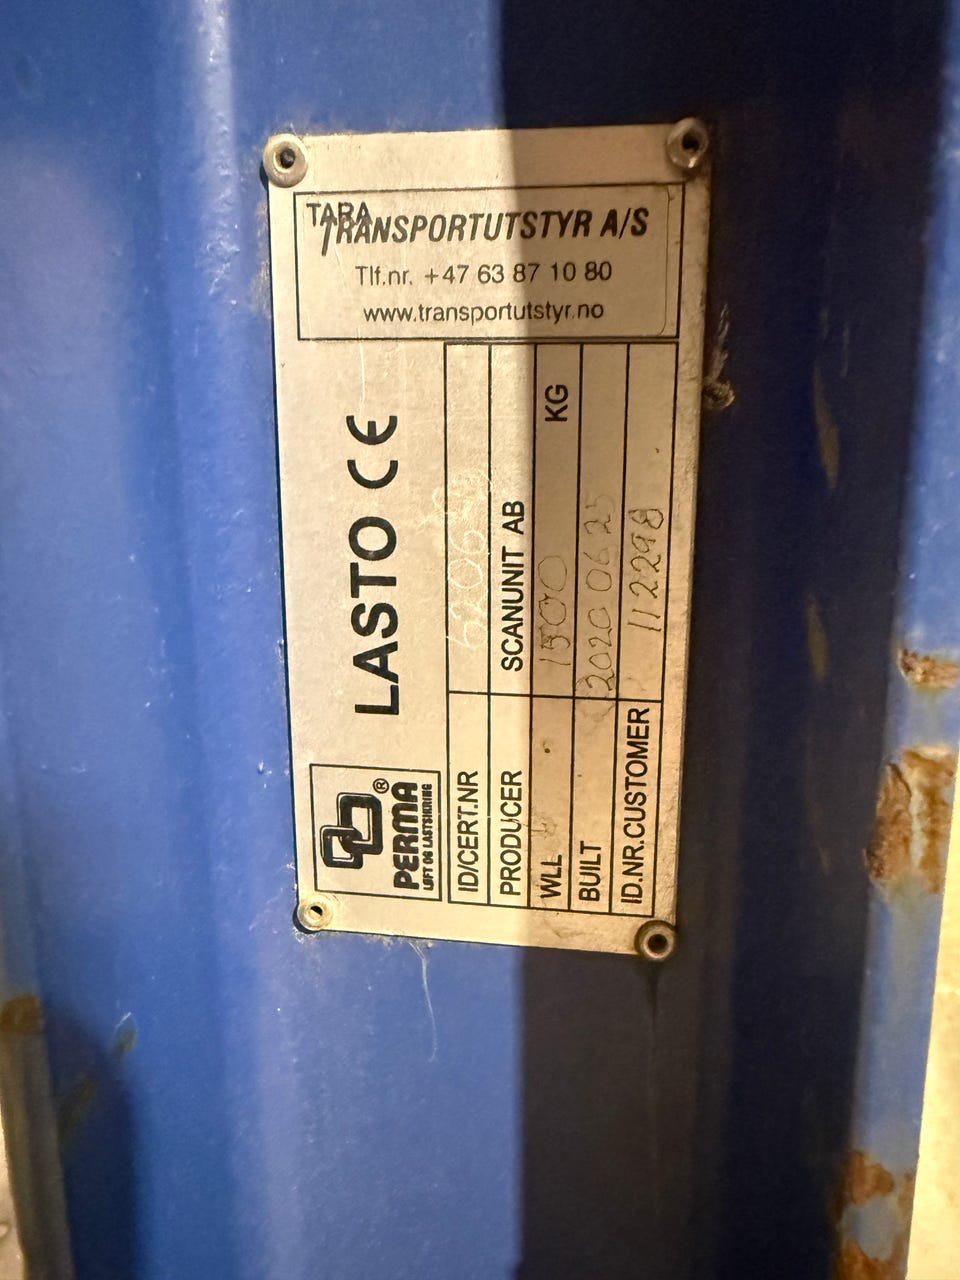 TARA
TRANSPORTUTSTYR A/S
Tlf.nr. +47 63 87 10 80
www.transportutstyr.no
PERMA®
LØFT OG LASTSIKRING
LASTO CE
ID/CERT.NR
PRODUCER SCANUNIT AB
WLL 1500 KG
BUILT 2020 06 25
ID.NR.CUSTOMER 112298